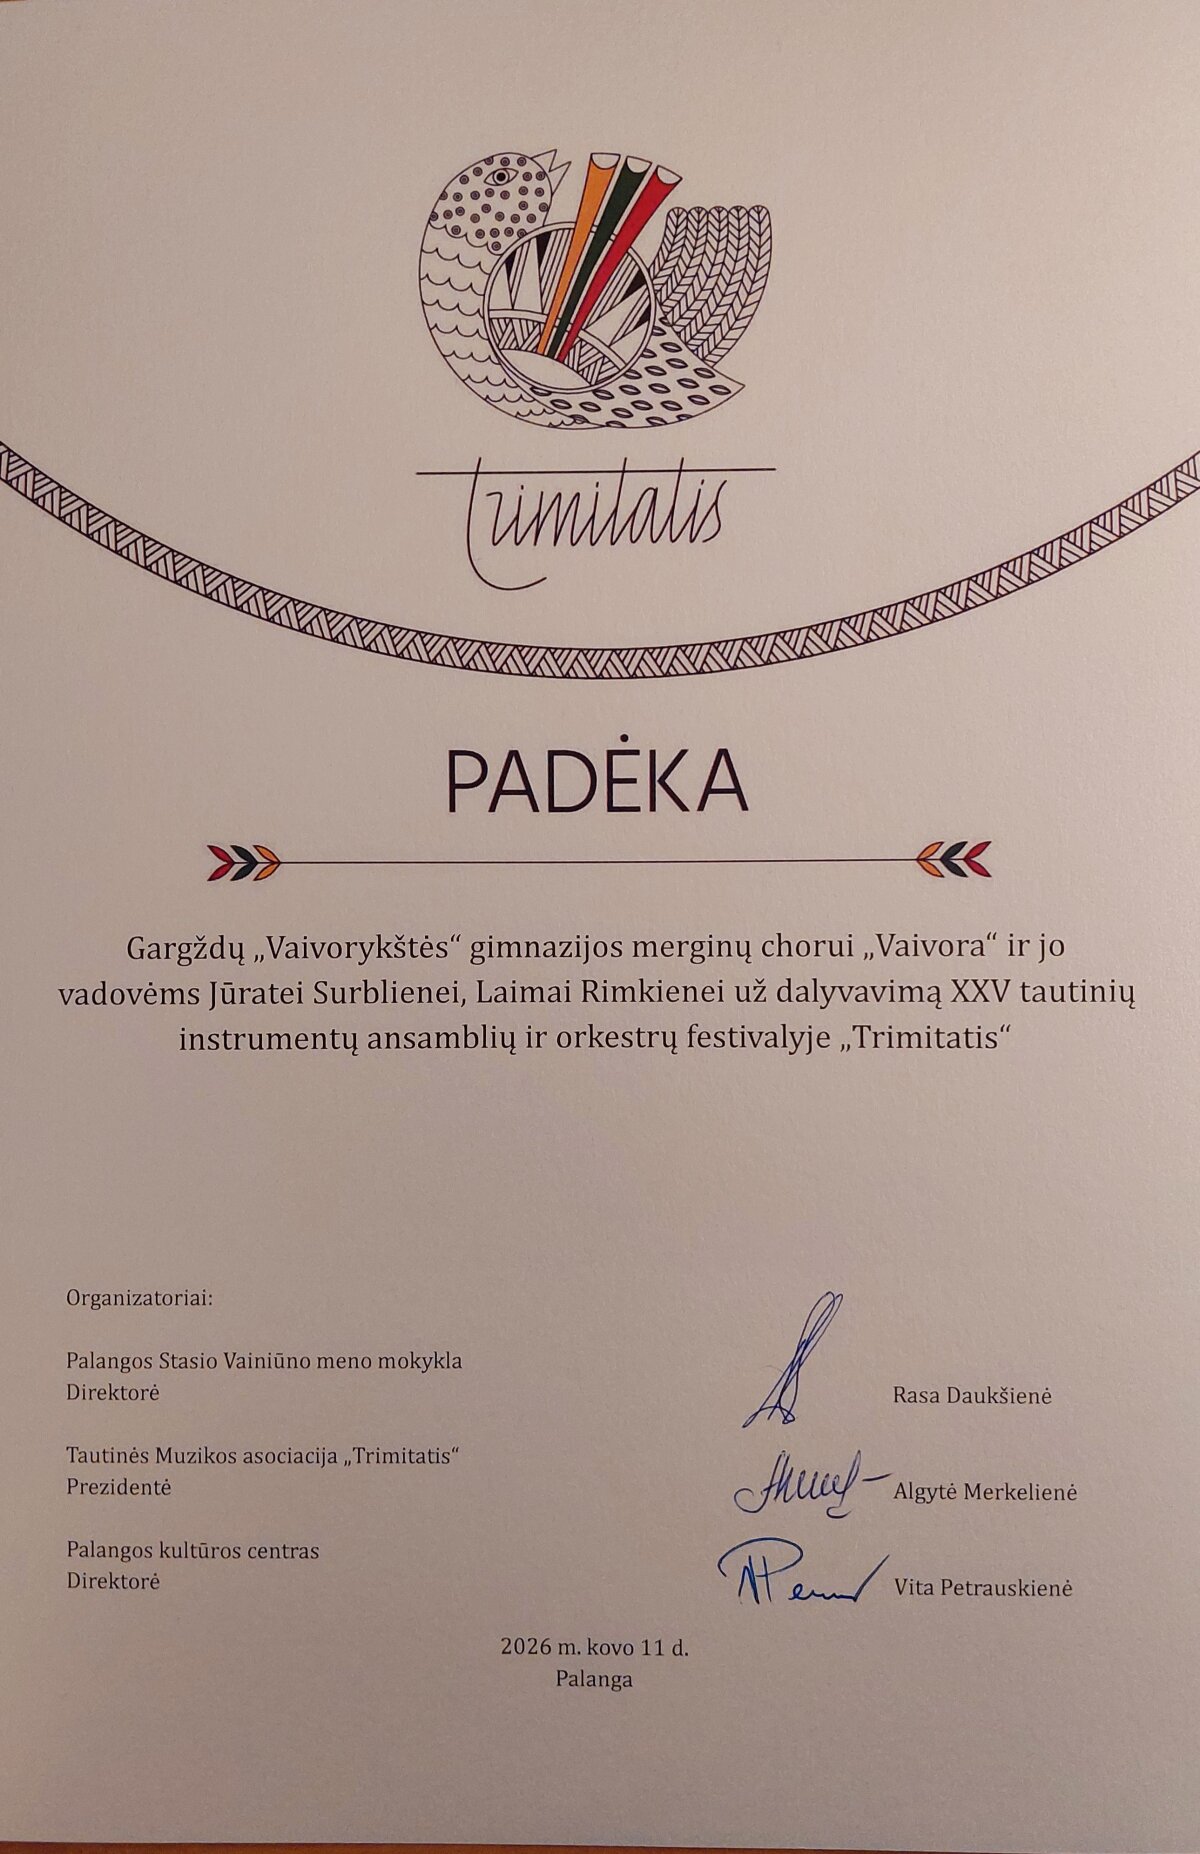 trimitatis
PADĖKA
Gargždų „Vaivorykštės“ gimnazijos merginų chorui „Vaivora“ ir jo
vadovėms Jūratei Surblienei, Laimai Rimkienei už dalyvavimą XXV tautinių
instrumentų ansamblių ir orkestrų festivalyje „Trimitatis“
Organizatoriai:
Palangos Stasio Vainiūno meno mokykla
Direktorė
Rasa Daukšienė
Tautinės Muzikos asociacija „Trimitatis“
Prezidentė
Algytė Merkelienė
Palangos kultūros centras
Direktorė
Vita Petrauskienė
2026 m. kovo 11 d.
Palanga